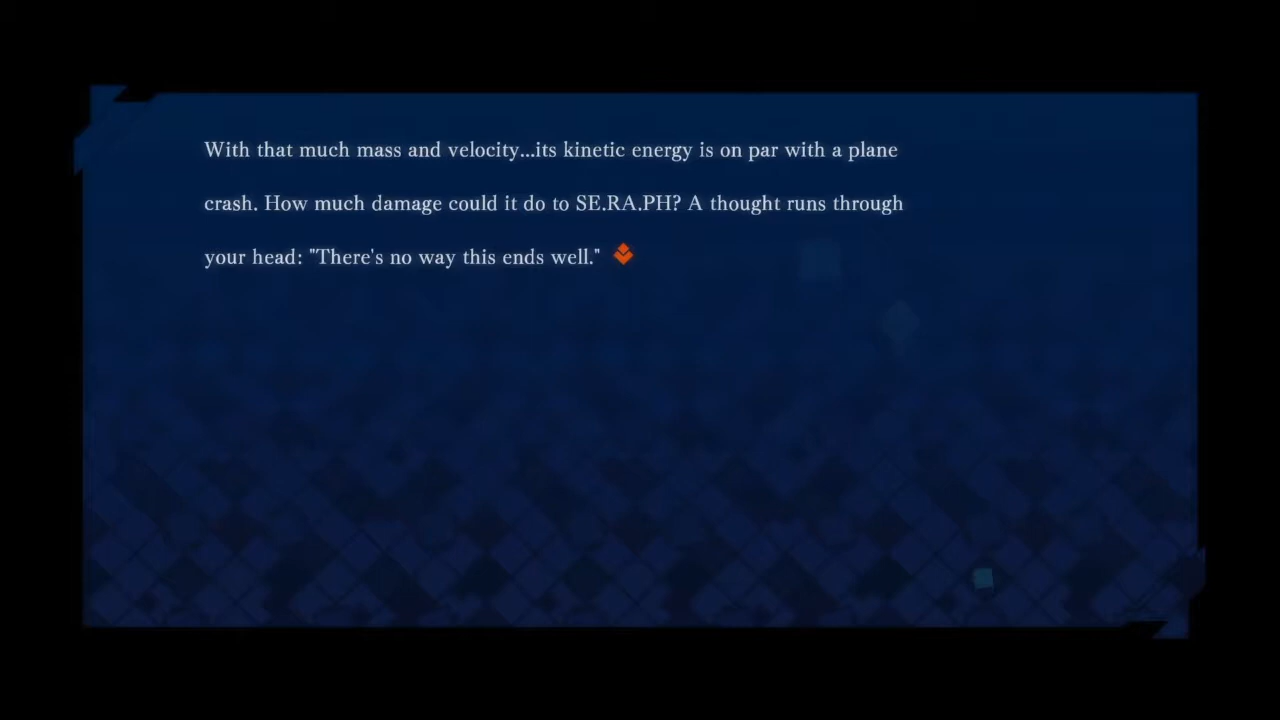 With that much mass and velocity...its kinetic energy is on par with a plane
crash. How much damage could it do to SE.RA.PH? A thought runs through
your head: "There's no way this ends well."